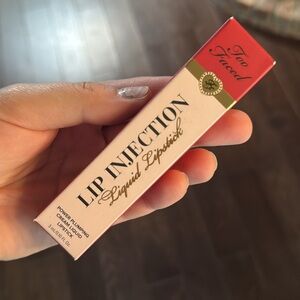 Too
Faced
LIP INJECTION
Liquid Lipstick
POWER PLUMPING
CREAM LIQUID
LIPSTICK